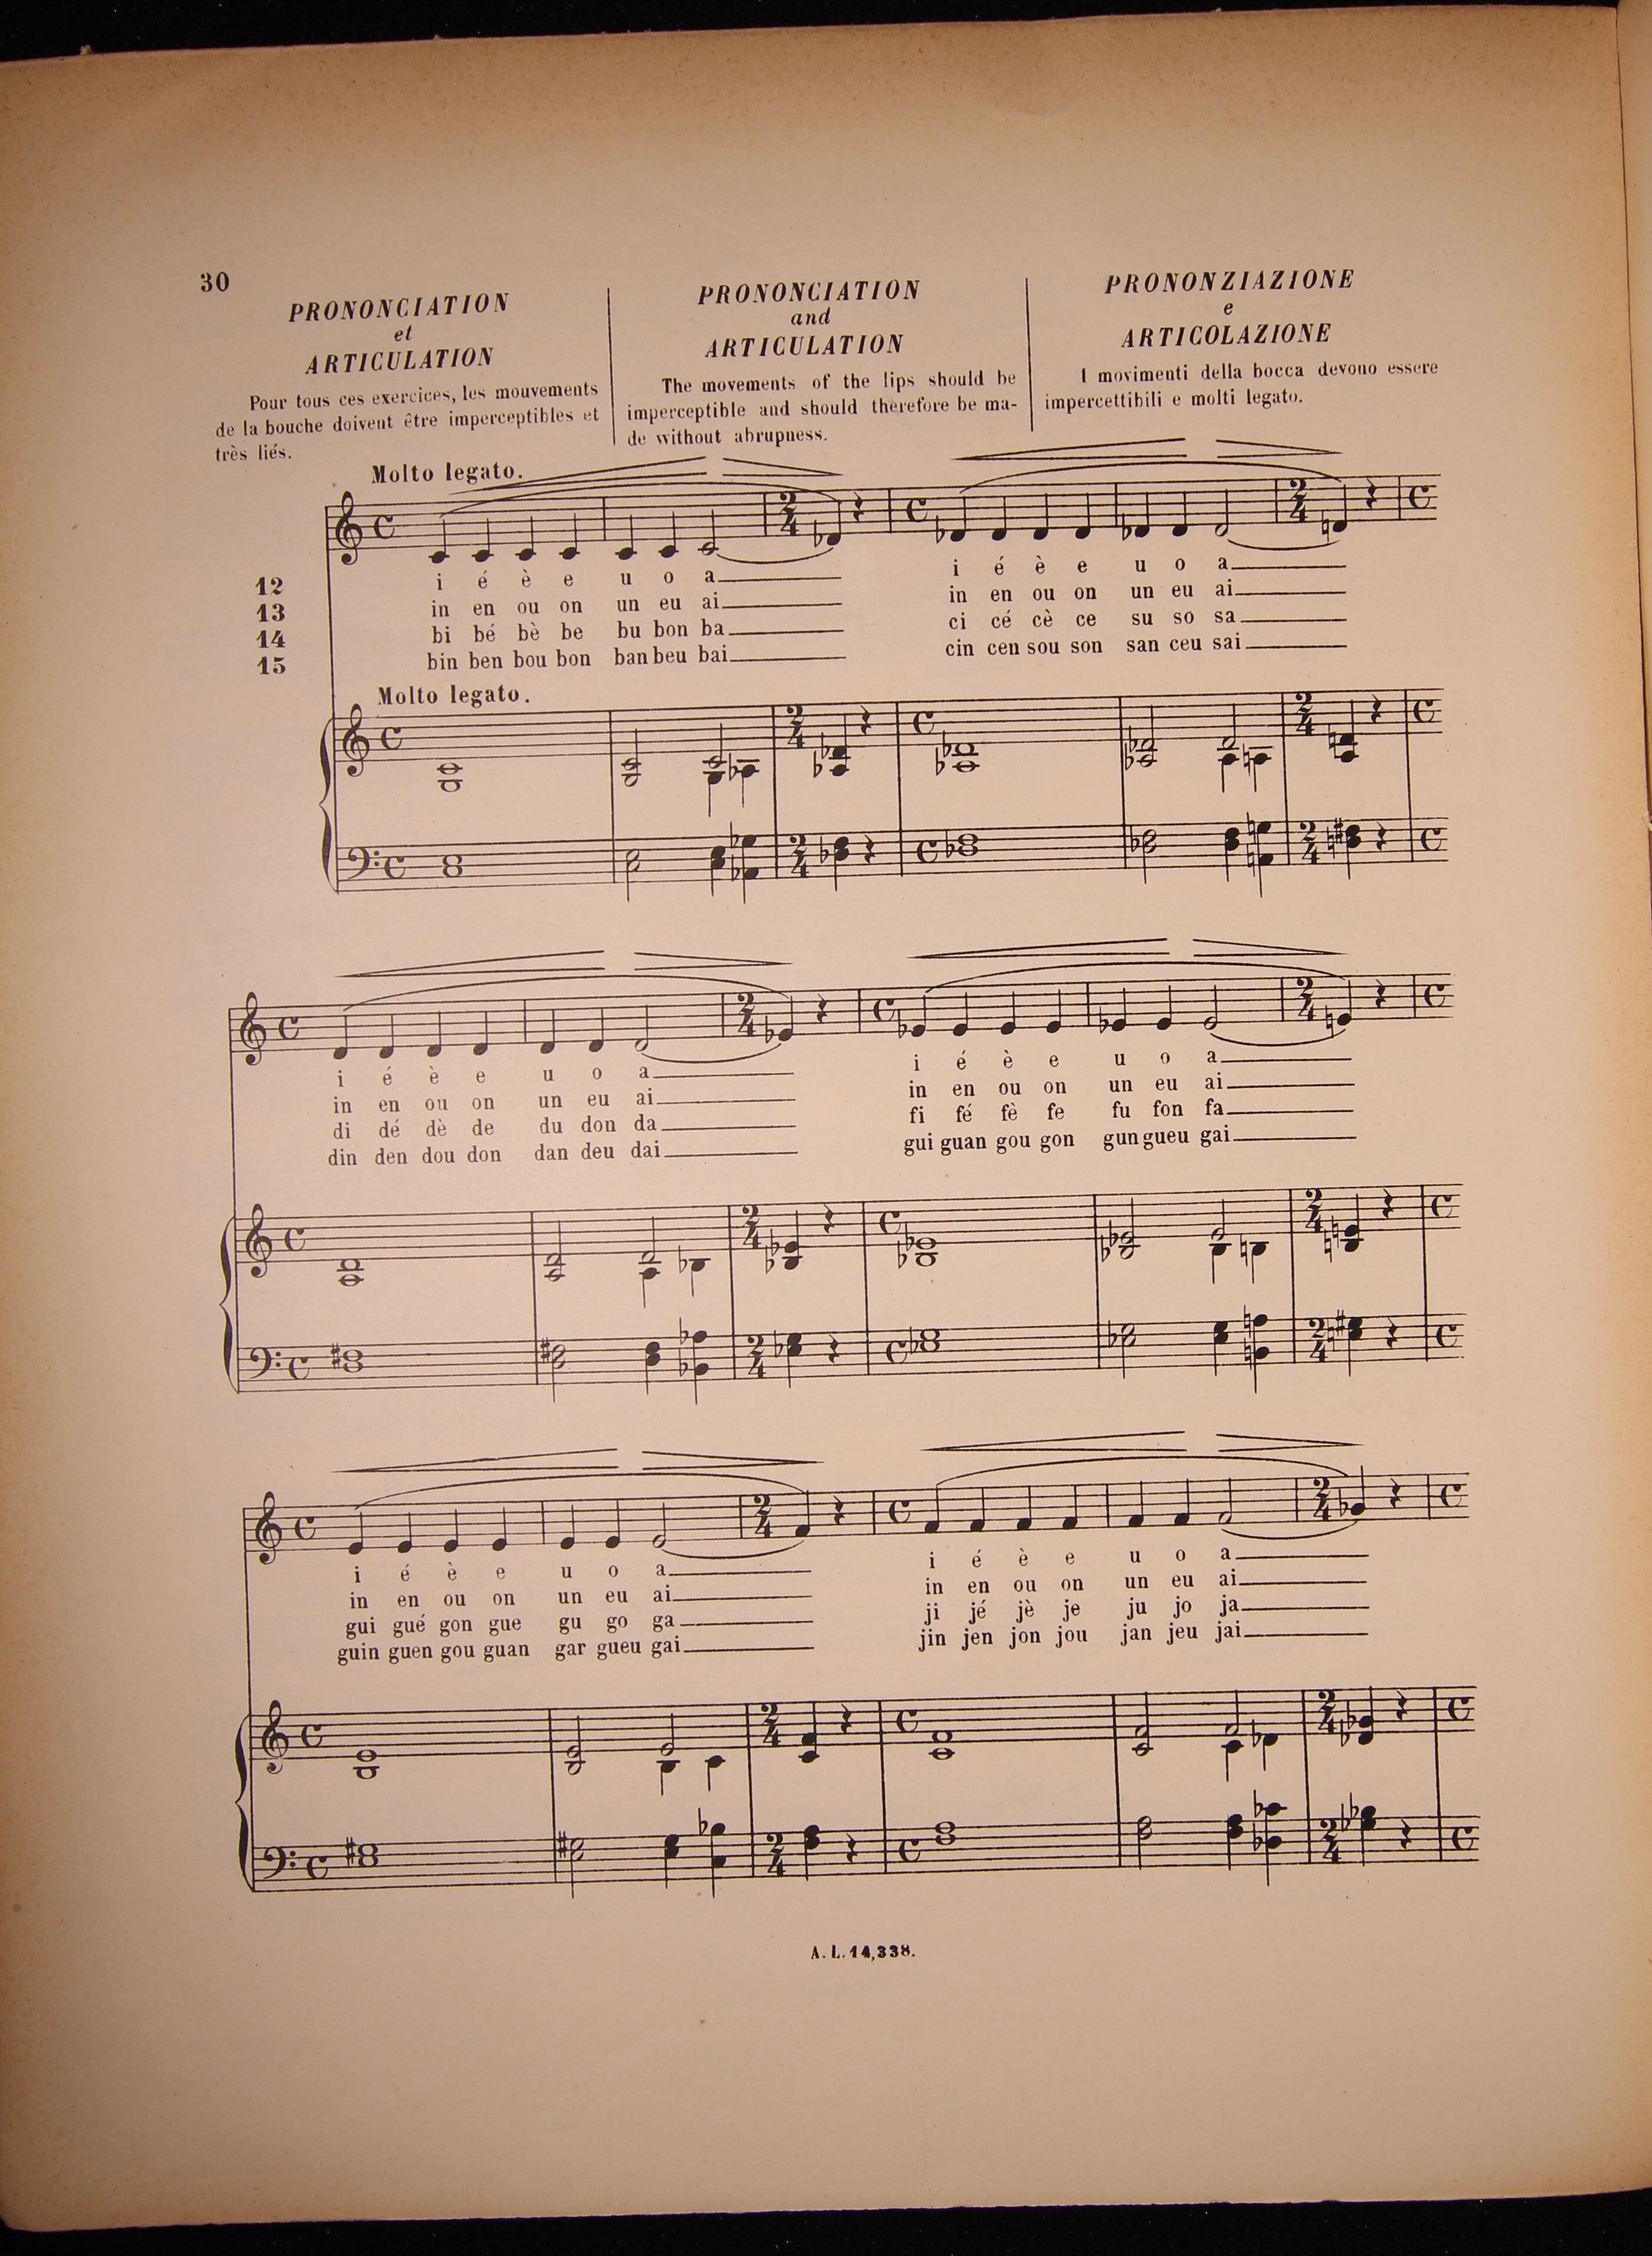 30
PRONONCIATION
et
ARTICULATION
Pour tous ces exercices, les mouvements
de la bouche doivent être imperceptibles et
très liés.
PRONONCIATION
and
ARTICULATION
The movements of the lips should be
imperceptible and should therefore be ma-
de without abrupness.
PRONONZIAZIONE
e
ARTICOLAZIONE
I movimenti della bocca devono essere
impercettibili e molti legato.
Molto legato.
12 i é è e u o a i é è e u o a
13 in en ou on un eu ai in en ou on un eu ai
14 bi bé bè be bu bon ba ci cé cè ce su so sa
15 bin ben bou bon ban beu bai cin cen sou son san ceu sai
Molto legato.
i é è e u o a i é è e u o a
in en ou on un eu ai in en ou on un eu ai
di dé dè de du don da fi fé fè fe fu fon fa
din den dou don dan deu dai gui guan gou gon gun gueu gai
i é è e u o a i é è e u o a
in en ou on un eu ai in en ou on un eu ai
gui gué gon gue gu go ga ji jé jè je ju jo ja
guin guen gou guan gar gueu gai jin jen jon jou jan jeu jai
A. L. 14,338.